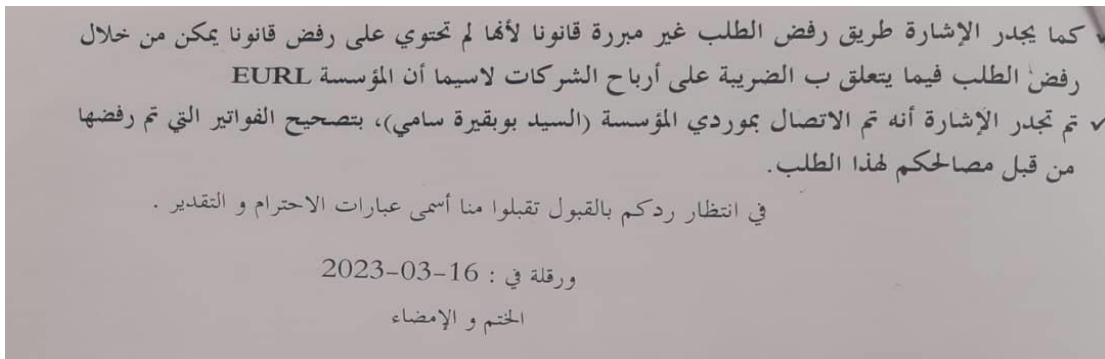 ✓ كما يجدر الإشارة طريق رفض الطلب غير مبررة قانونا لأنها لم تحتوي على رفض قانونا يمكن من خلال
رفض الطلب فيما يتعلق ب الضريبة على أرباح الشركات لاسيما أن المؤسسة EURL
✓ تم تجدر الإشارة أنه تم الاتصال بموردي المؤسسة (السيد بوبقيرة سامي)، بتصحيح الفواتير التي تم رفضها
من قبل مصالحكم لهذا الطلب.
في انتظار ردكم بالقبول تقبلوا منا أسمى عبارات الاحترام و التقدير .
ورقلة في : 16-03-2023
الختم و الإمضاء